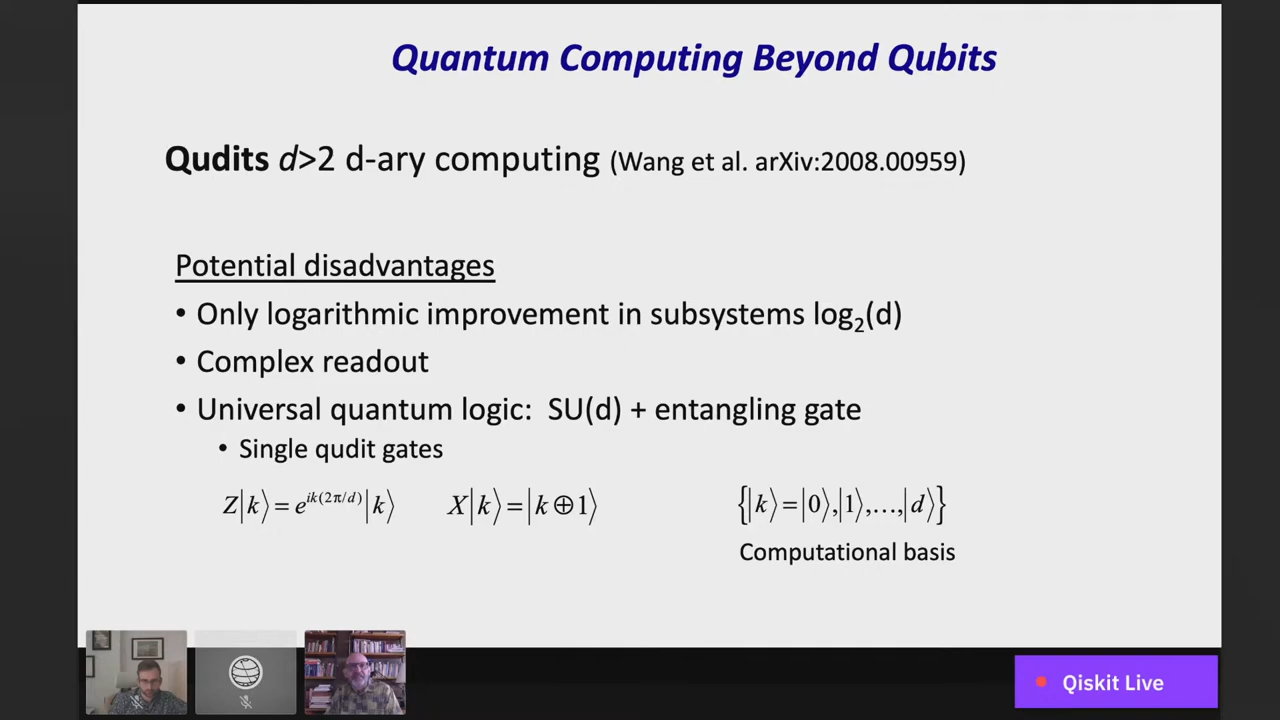 Quantum Computing Beyond Qubits
Qudits d>2 d-ary computing (Wang et al. arXiv:2008.00959)
Potential disadvantages
• Only logarithmic improvement in subsystems log₂(d)
• Complex readout
• Universal quantum logic: SU(d) + entangling gate
• Single qudit gates
Z|k⟩ = e^{ik(2π/d)}|k⟩ X|k⟩ = |k ⊕ 1⟩ {|k⟩ = |0⟩, |1⟩, …, |d⟩}
Computational basis
Qiskit Live